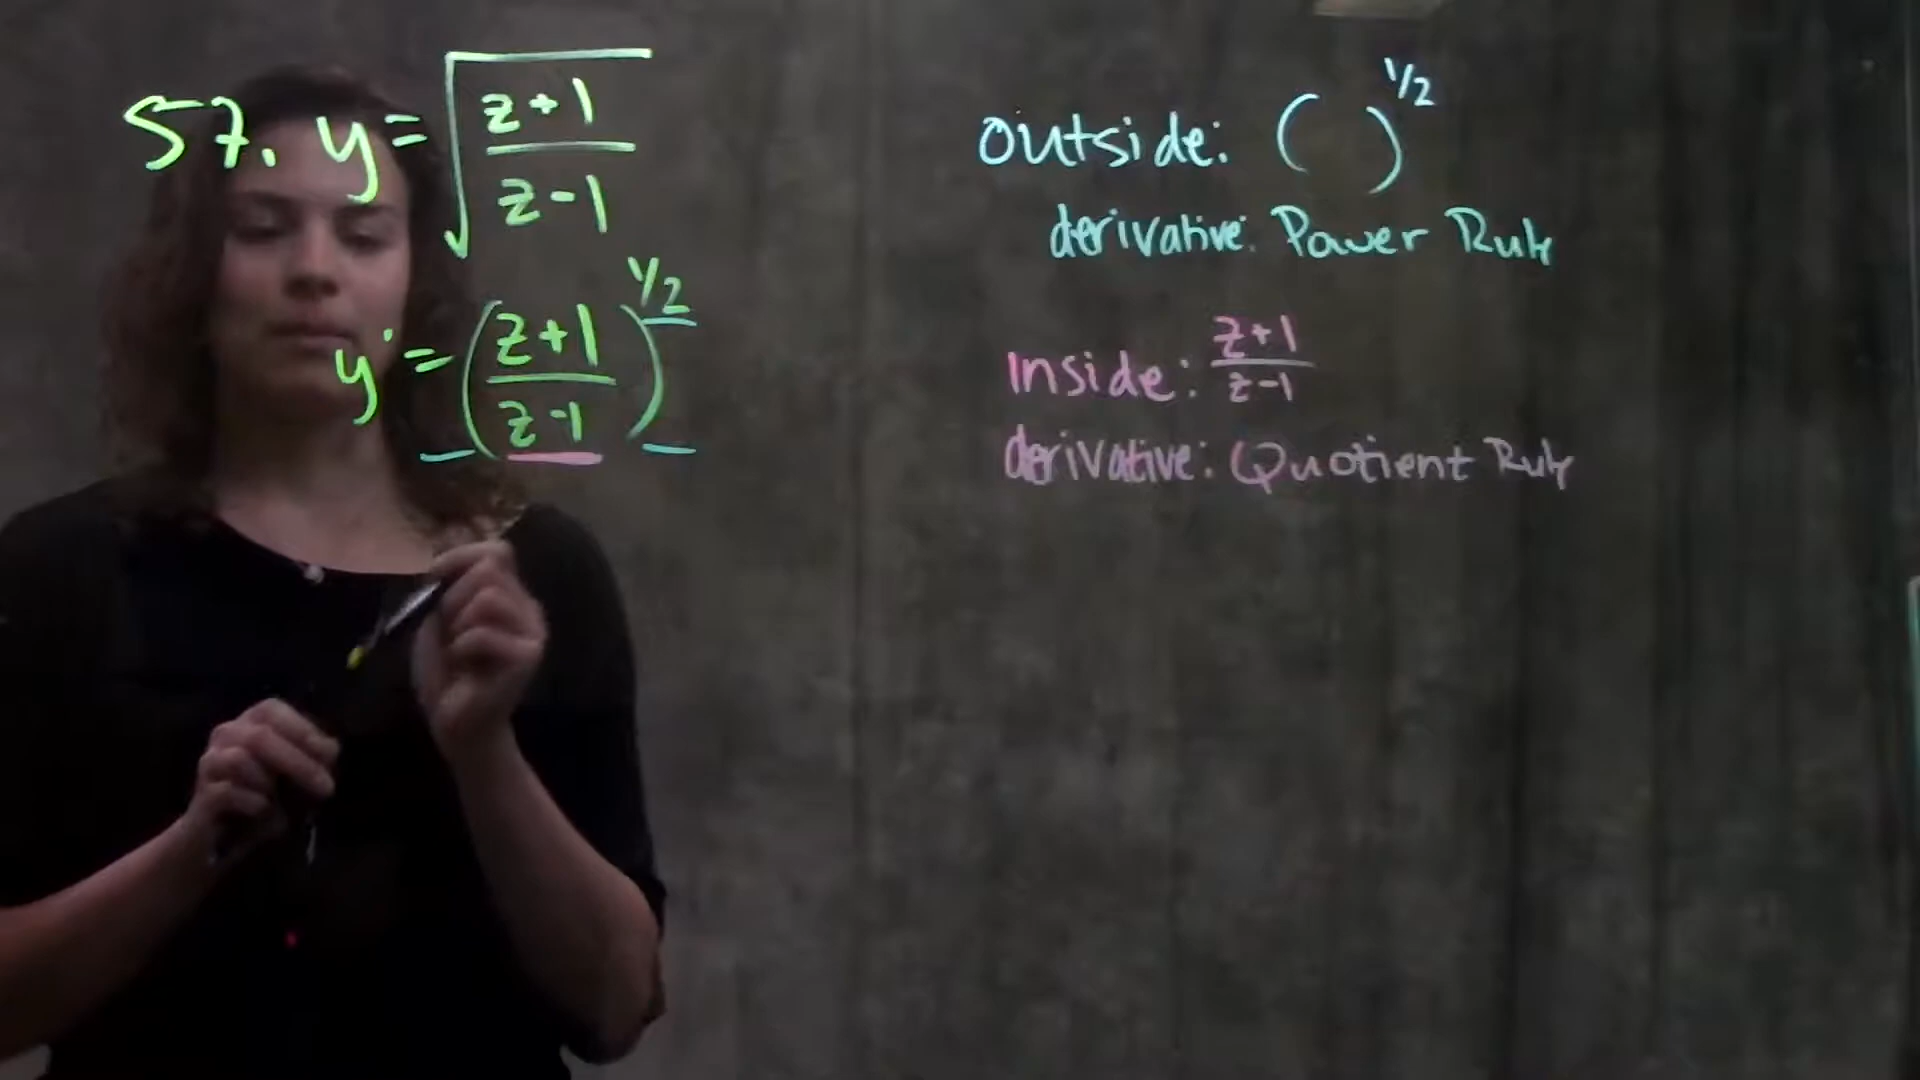 57. y = √(z+1 / z-1)
y = (z+1 / z-1)^1/2
Outside: ( )^1/2
derivative: Power Rule
Inside: z+1 / z-1
derivative: Quotient Rule